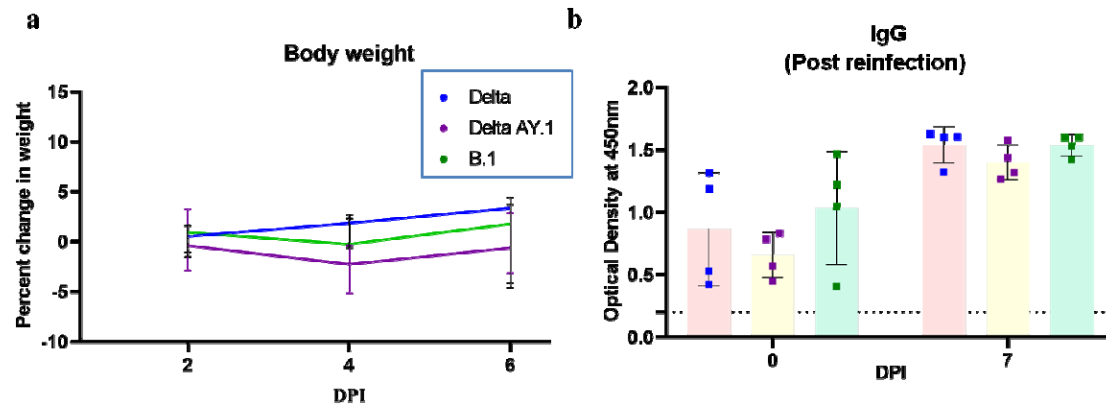 a
Body weight
Percent change in weight
15
10
5
0
-5
-10
2
4
6
DPI
Delta
Delta AY.1
B.1
b
IgG
(Post reinfection)
Optical Density at 450nm
2.0
1.5
1.0
0.5
0.0
0
7
DPI